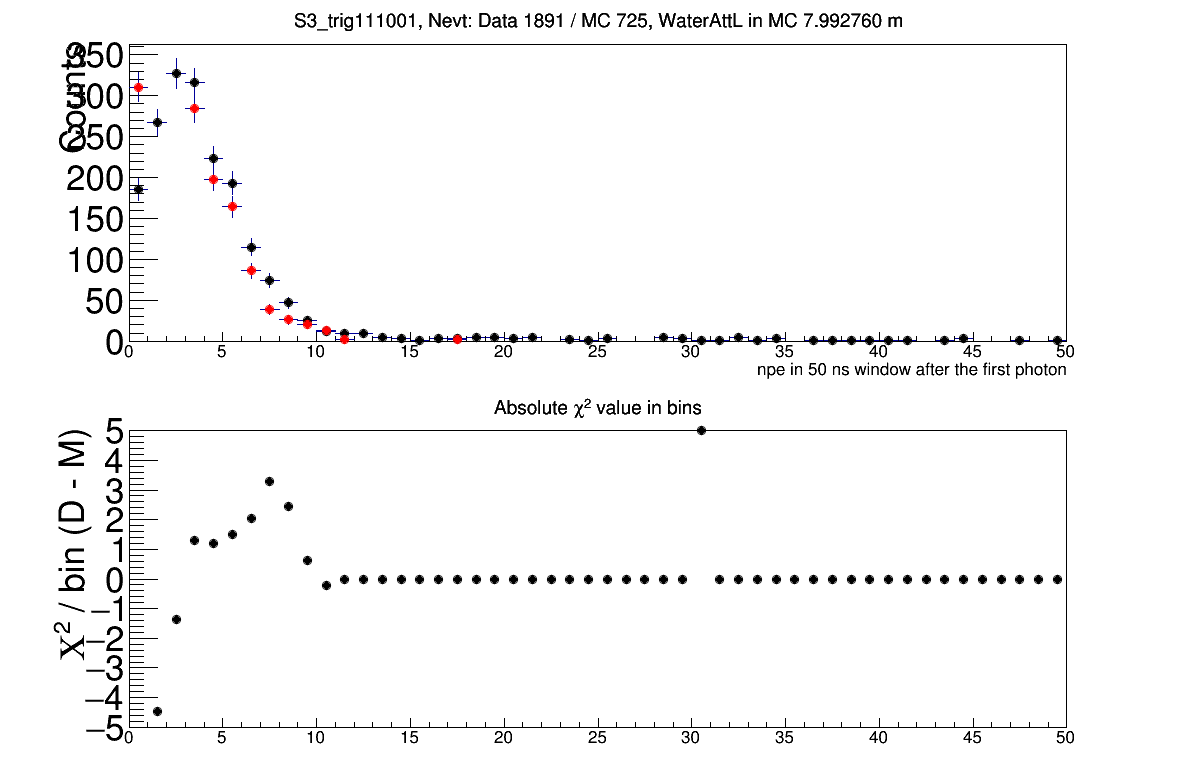 S3_trig111001, Nevt: Data 1891 / MC 725, WaterAttL in MC 7.992760 m
Counts
350
300
250
200
150
100
50
0
0 5 10 15 20 25 30 35 40 45 50
npe in 50 ns window after the first photon
Absolute χ² value in bins
Χ² / bin (D - M)
5
4
3
2
1
0
−1
−2
−3
−4
−5
0 5 10 15 20 25 30 35 40 45 50